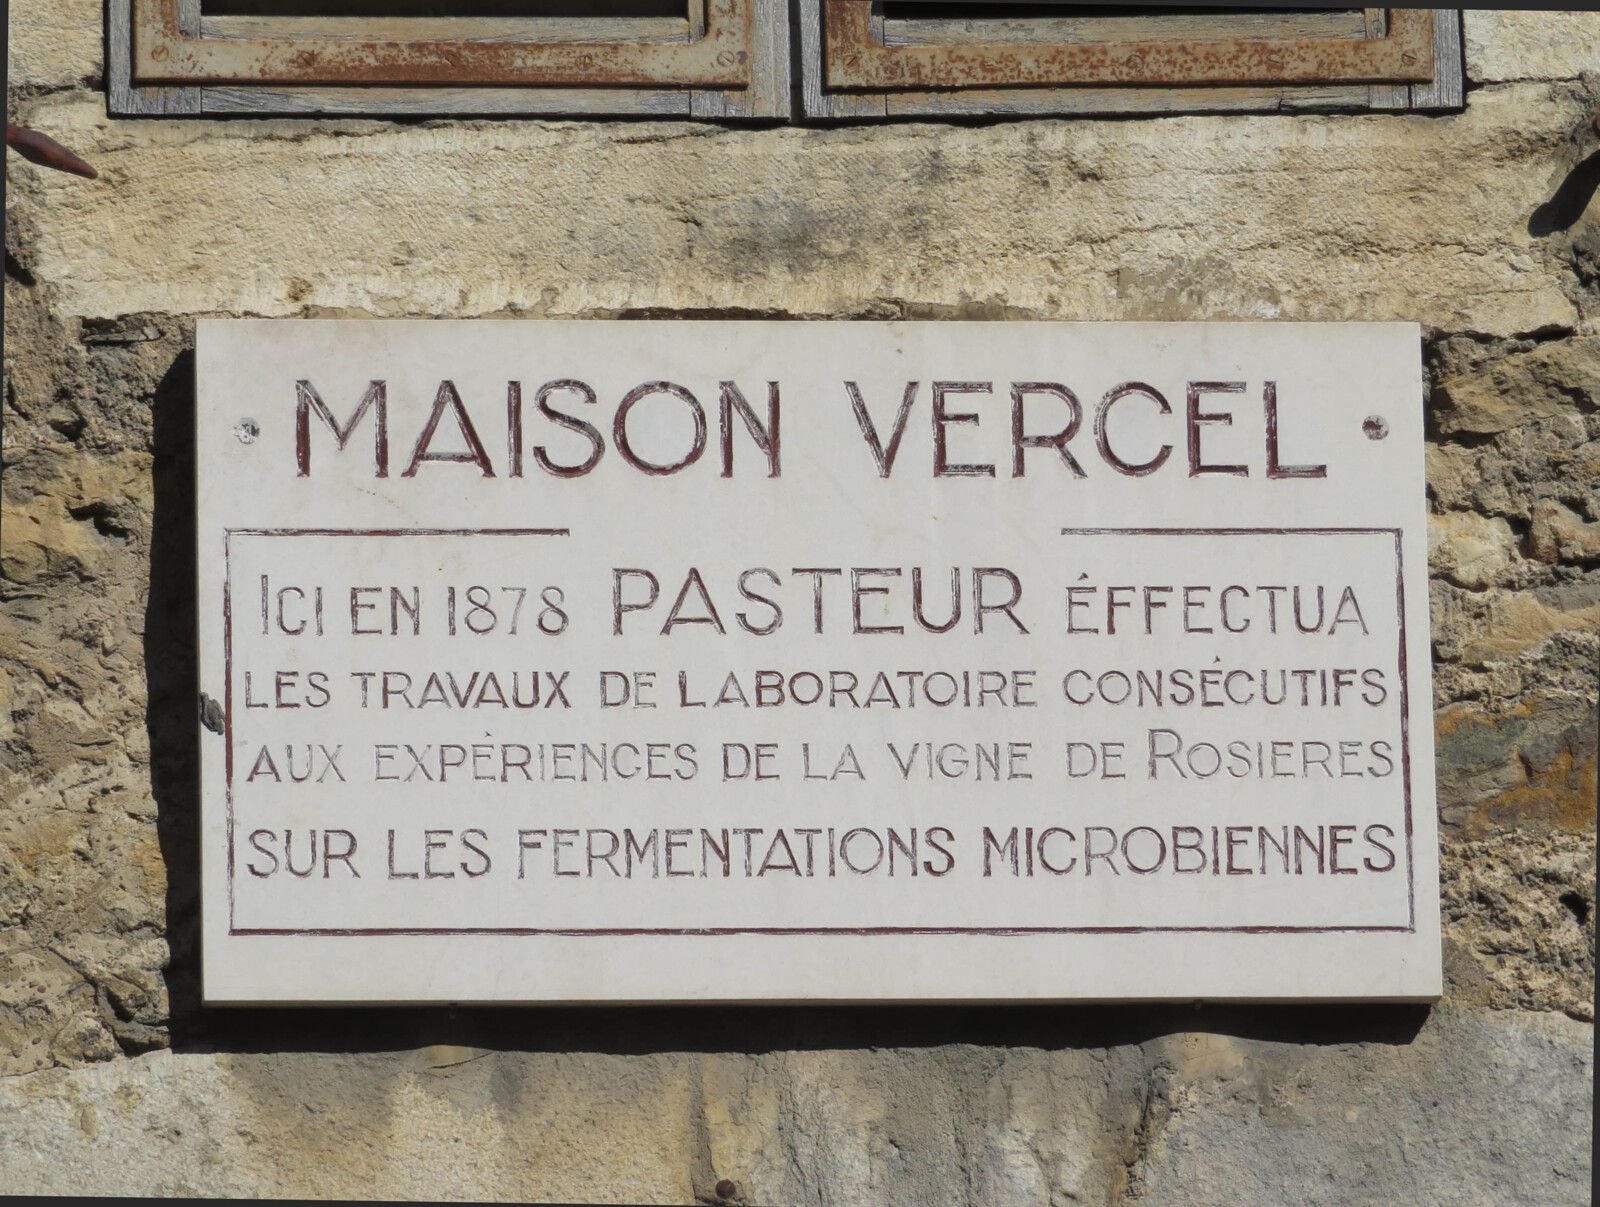 MAISON VERCEL
ICI EN 1878 PASTEUR ÉFFECTUA
LES TRAVAUX DE LABORATOIRE CONSÉCUTIFS
AUX EXPÉRIENCES DE LA VIGNE DE ROSIERES
SUR LES FERMENTATIONS MICROBIENNES